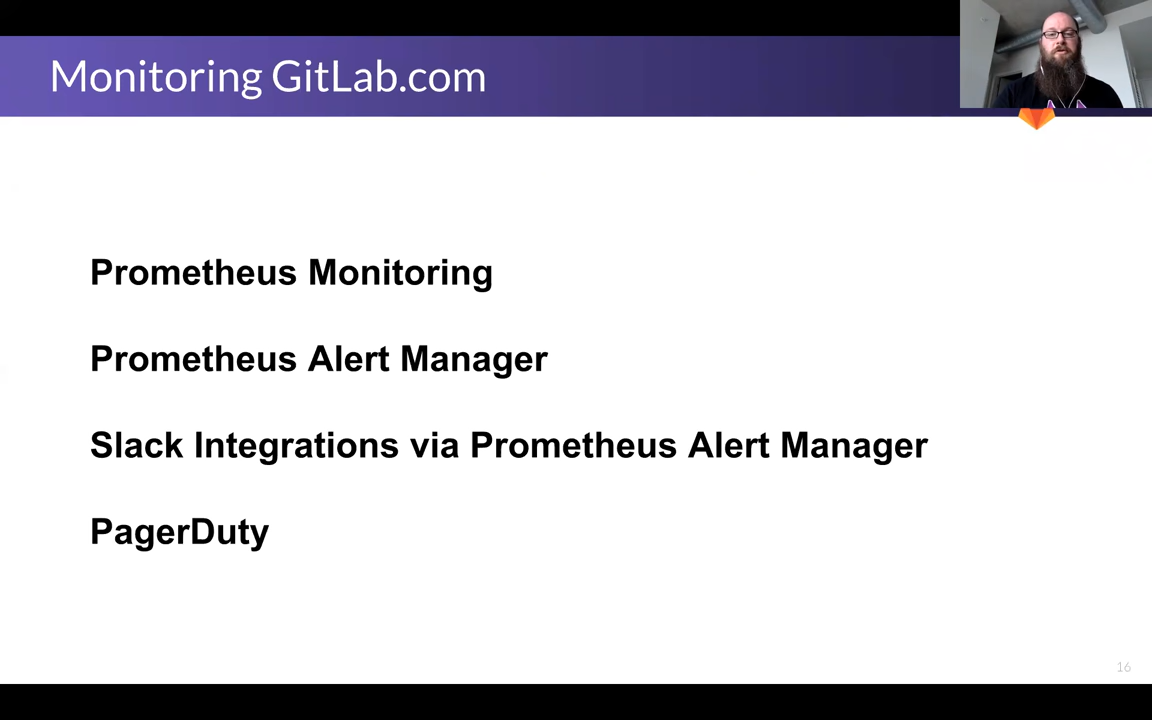 Monitoring GitLab.com
Prometheus Monitoring
Prometheus Alert Manager
Slack Integrations via Prometheus Alert Manager
PagerDuty
16